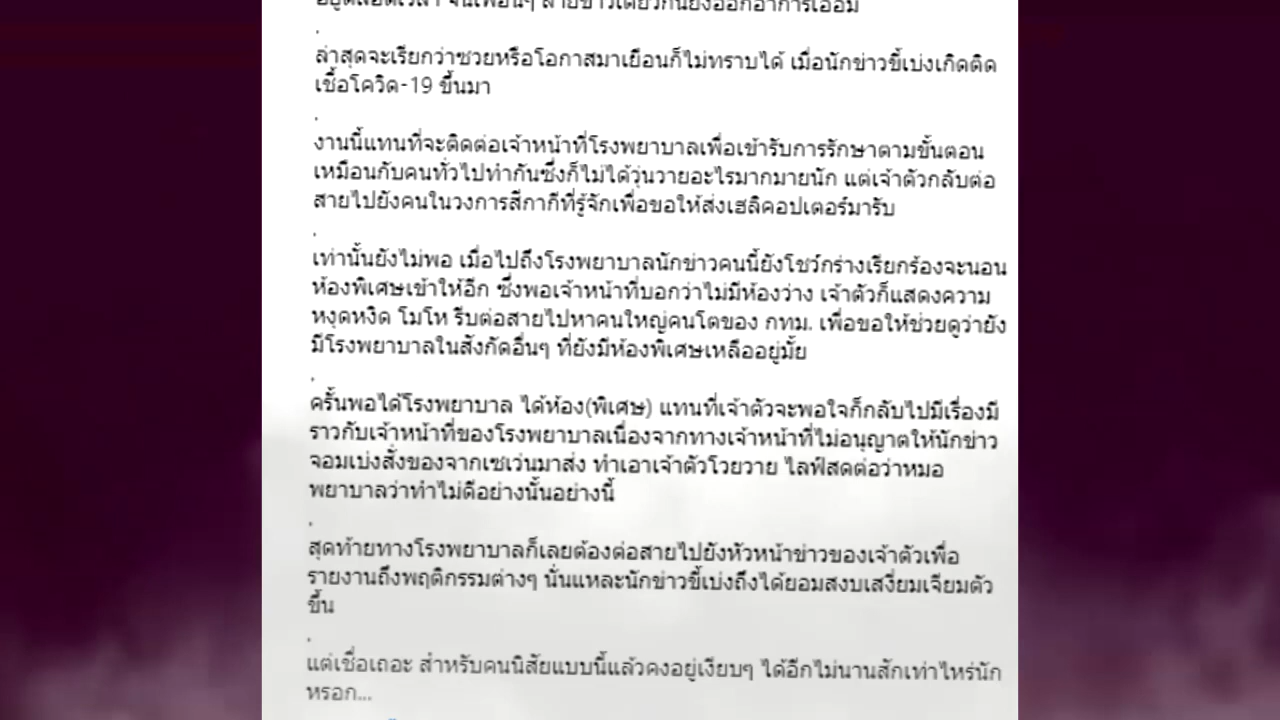 .
ล่าสุดจะเรียกว่าซวยหรือโอกาสมาเยือนก็ไม่ทราบได้ เมื่อนักข่าวขี้เบ่งเกิดติด
เชื้อโควิด-19 ขึ้นมา
.
งานนี้แทนที่จะติดต่อเจ้าหน้าที่โรงพยาบาลเพื่อเข้ารับการรักษาตามขั้นตอน
เหมือนกับคนทั่วไปทำกันซึ่งก็ไม่ได้วุ่นวายอะไรมากมายนัก แต่เจ้าตัวกลับต่อ
สายไปยังคนในวงการสีกากีที่รู้จักเพื่อขอให้ส่งเฮลิคอปเตอร์มารับ
.
เท่านั้นยังไม่พอ เมื่อไปถึงโรงพยาบาลนักข่าวคนนี้ยังโชว์กร่างเรียกร้องจะนอน
ห้องพิเศษเข้าให้อีก ซึ่งพอเจ้าหน้าที่บอกว่าไม่มีห้องว่าง เจ้าตัวก็แสดงความ
หงุดหงิด โมโห รีบต่อสายไปหาคนใหญ่คนโตของ กทม. เพื่อขอให้ช่วยดูว่ายัง
มีโรงพยาบาลในสังกัดอื่นๆ ที่ยังมีห้องพิเศษเหลืออยู่มั้ย
.
ครั้นพอได้โรงพยาบาล ได้ห้อง(พิเศษ) แทนที่เจ้าตัวจะพอใจก็กลับไปมีเรื่องมี
ราวกับเจ้าหน้าที่ของโรงพยาบาลเนื่องจากทางเจ้าหน้าที่ไม่อนุญาตให้นักข่าว
จอมเบ่งสั่งของจากเซเว่นมาส่ง ทำเอาเจ้าตัวโวยวาย ไลฟ์สดต่อว่าหมอ
พยาบาลว่าทำไม่ดีอย่างนั้นอย่างนี้
.
สุดท้ายทางโรงพยาบาลก็เลยต้องต่อสายไปยังหัวหน้าข่าวของเจ้าตัวเพื่อ
รายงานถึงพฤติกรรมต่างๆ นั่นแหละนักข่าวขี้เบ่งถึงได้ยอมสงบเสงี่ยมเจียมตัว
ขึ้น
.
แต่เชื่อเถอะ สำหรับคนนิสัยแบบนี้แล้วคงอยู่เงียบๆ ได้อีกไม่นานสักเท่าไหร่นัก
หรอก...